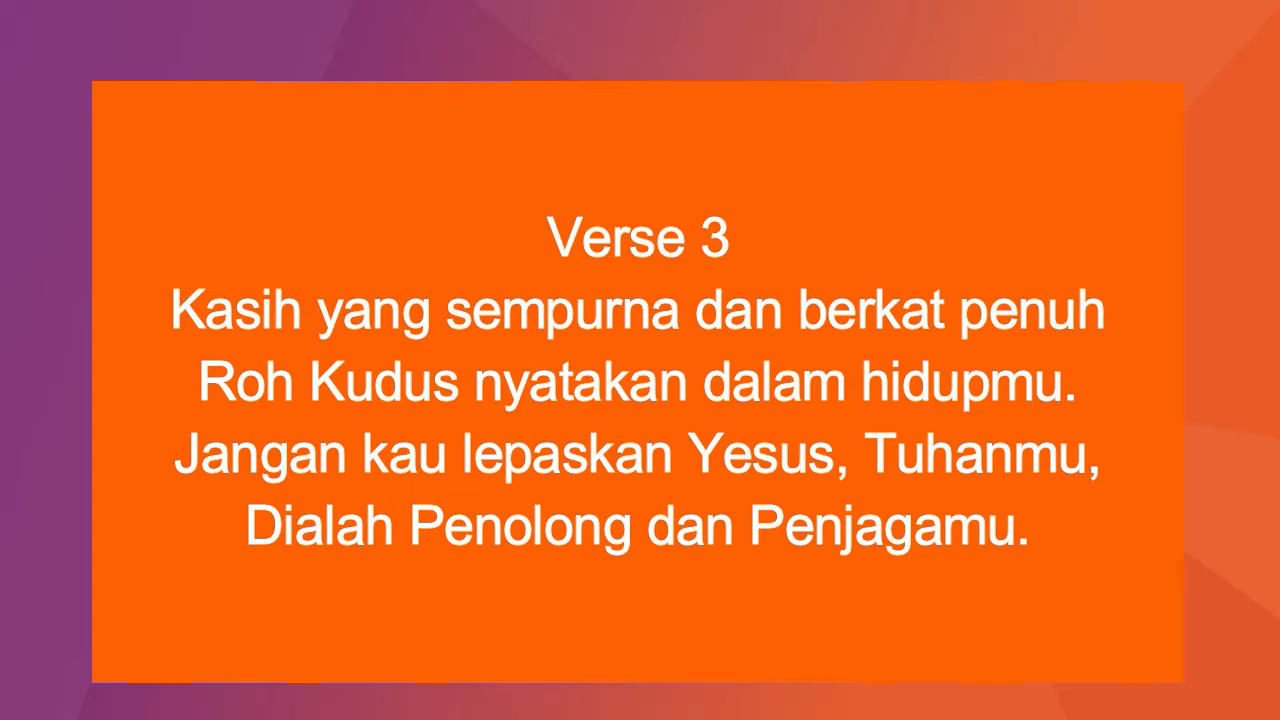 Verse 3
Kasih yang sempurna dan berkat penuh
Roh Kudus nyatakan dalam hidupmu.
Jangan kau lepaskan Yesus, Tuhanmu,
Dialah Penolong dan Penjagamu.